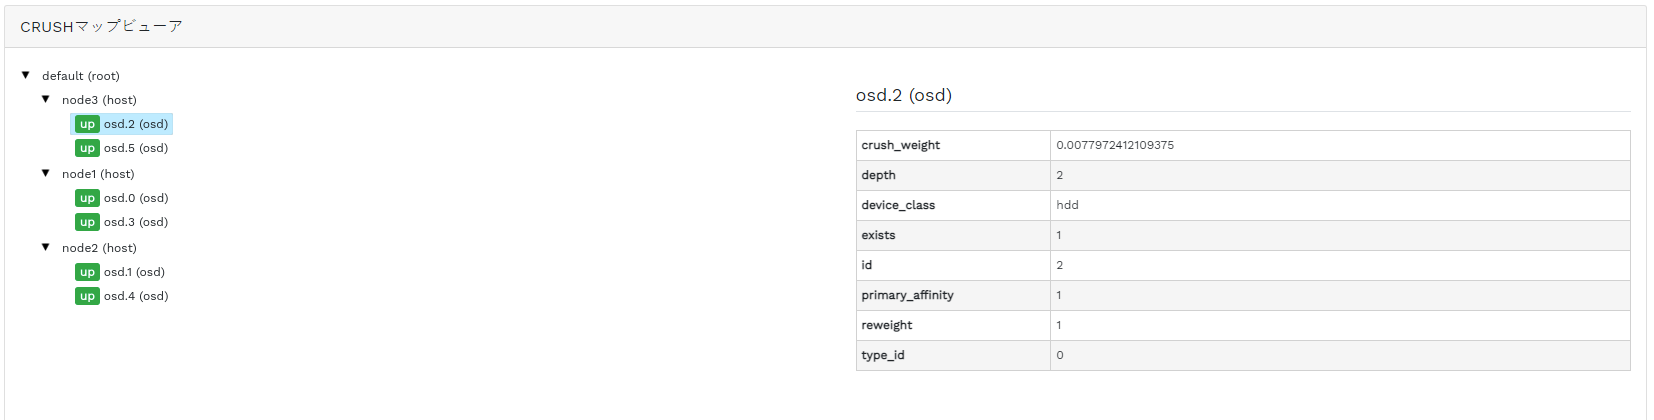 CRUSHマップビューア
default (root)
node3 (host)
up osd.2 (osd)
up osd.5 (osd)
node1 (host)
up osd.0 (osd)
up osd.3 (osd)
node2 (host)
up osd.1 (osd)
up osd.4 (osd)
osd.2 (osd)
crush_weight 0.0077972412109375
depth 2
device_class hdd
exists 1
id 2
primary_affinity 1
reweight 1
type_id 0